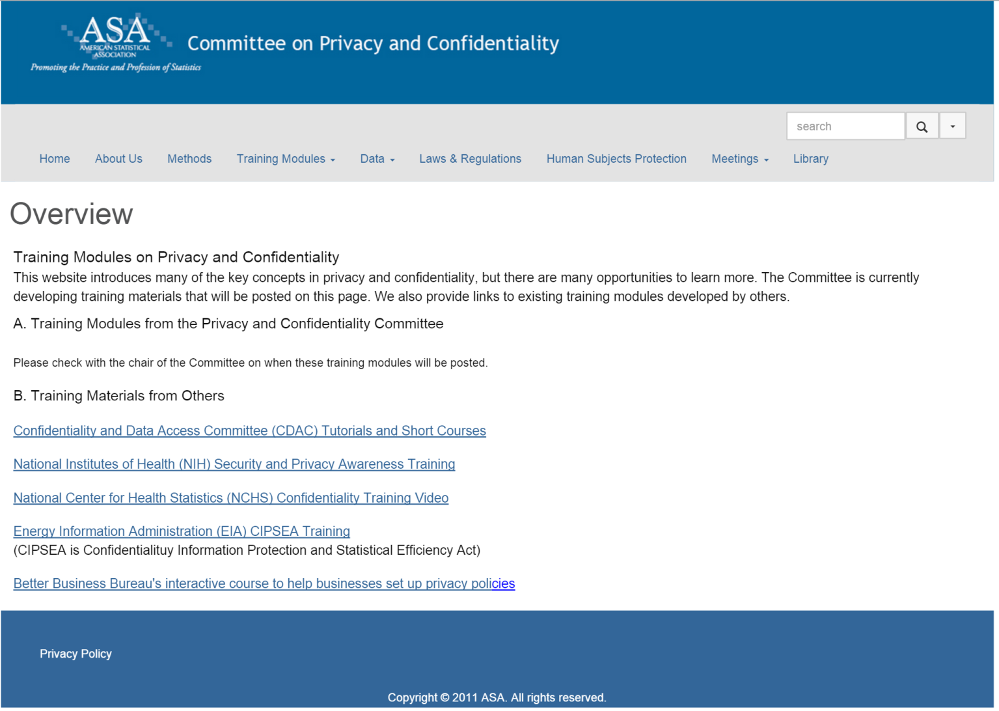 ASA
AMERICAN STATISTICAL
ASSOCIATION
Promoting the Practice and Profession of Statistics
Committee on Privacy and Confidentiality
search
Home About Us Methods Training Modules Data Laws & Regulations Human Subjects Protection Meetings Library
Overview
Training Modules on Privacy and Confidentiality
This website introduces many of the key concepts in privacy and confidentiality, but there are many opportunities to learn more. The Committee is currently
developing training materials that will be posted on this page. We also provide links to existing training modules developed by others.
A. Training Modules from the Privacy and Confidentiality Committee
Please check with the chair of the Committee on when these training modules will be posted.
B. Training Materials from Others
Confidentiality and Data Access Committee (CDAC) Tutorials and Short Courses
National Institutes of Health (NIH) Security and Privacy Awareness Training
National Center for Health Statistics (NCHS) Confidentiality Training Video
Energy Information Administration (EIA) CIPSEA Training
(CIPSEA is Confidentialituy Information Protection and Statistical Efficiency Act)
Better Business Bureau's interactive course to help businesses set up privacy policies
Privacy Policy
Copyright © 2011 ASA. All rights reserved.